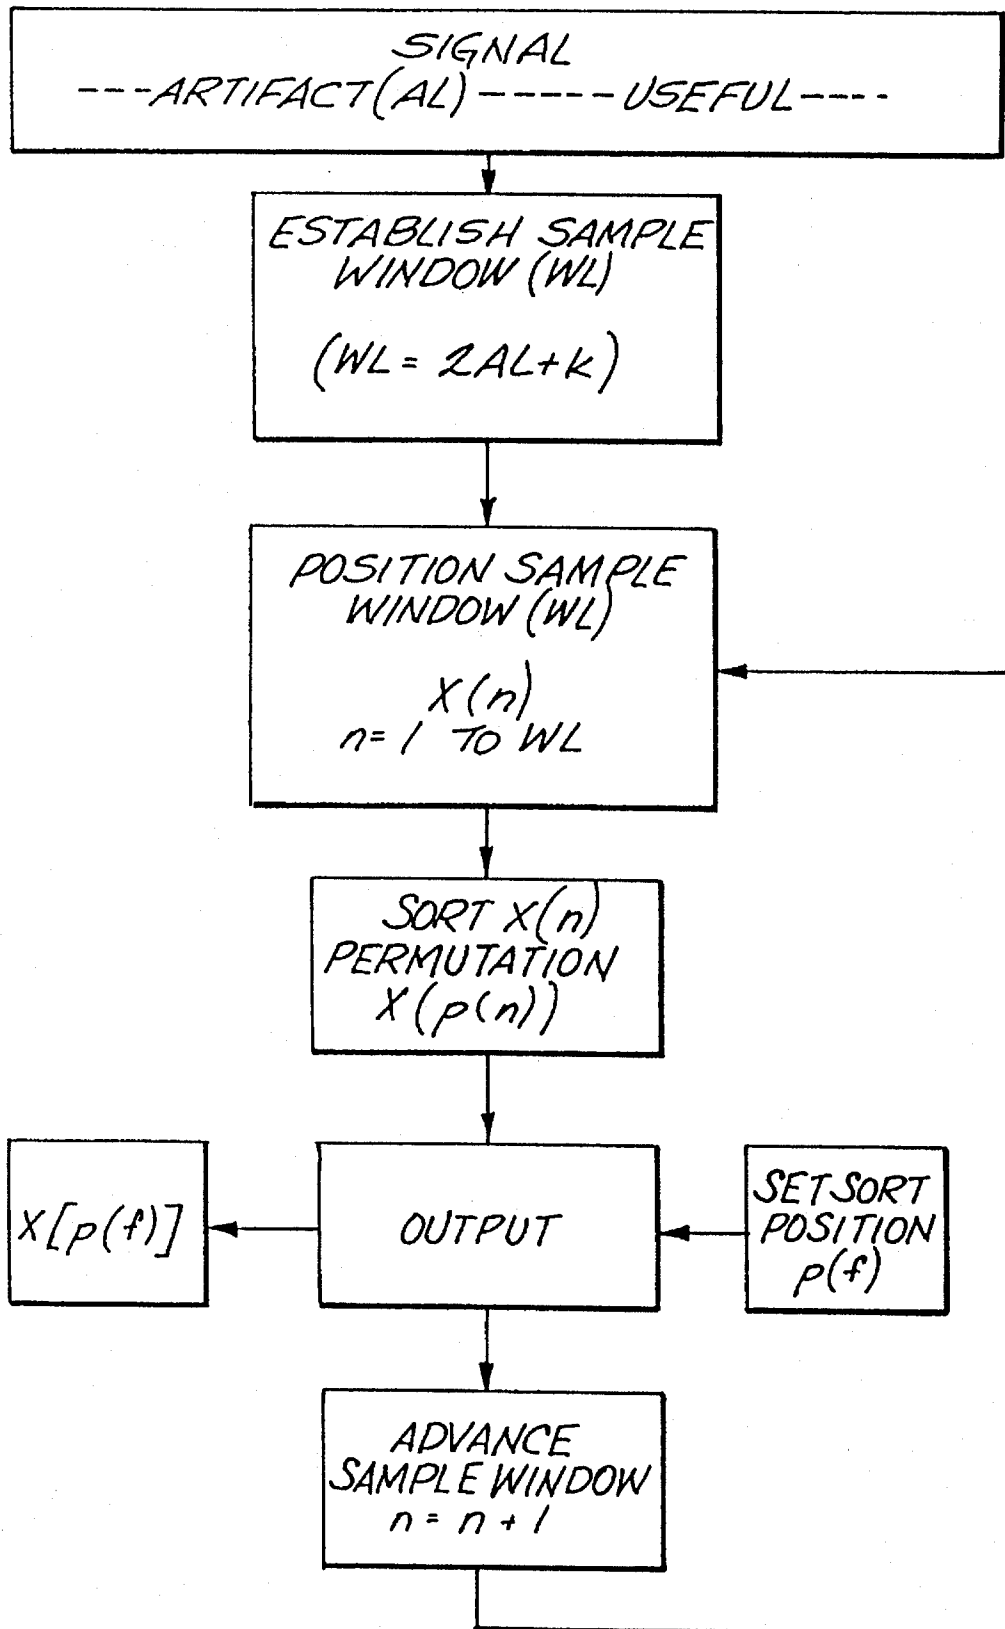 SIGNAL
---ARTIFACT(AL)-----USEFUL----
ESTABLISH SAMPLE
WINDOW (WL)
(WL = 2AL+k)
POSITION SAMPLE
WINDOW (WL)
X(n)
n=1 TO WL
SORT X(n)
PERMUTATION
X(p(n))
X[p(f)]
OUTPUT
SET SORT
POSITION
p(f)
ADVANCE
SAMPLE WINDOW
n = n + 1